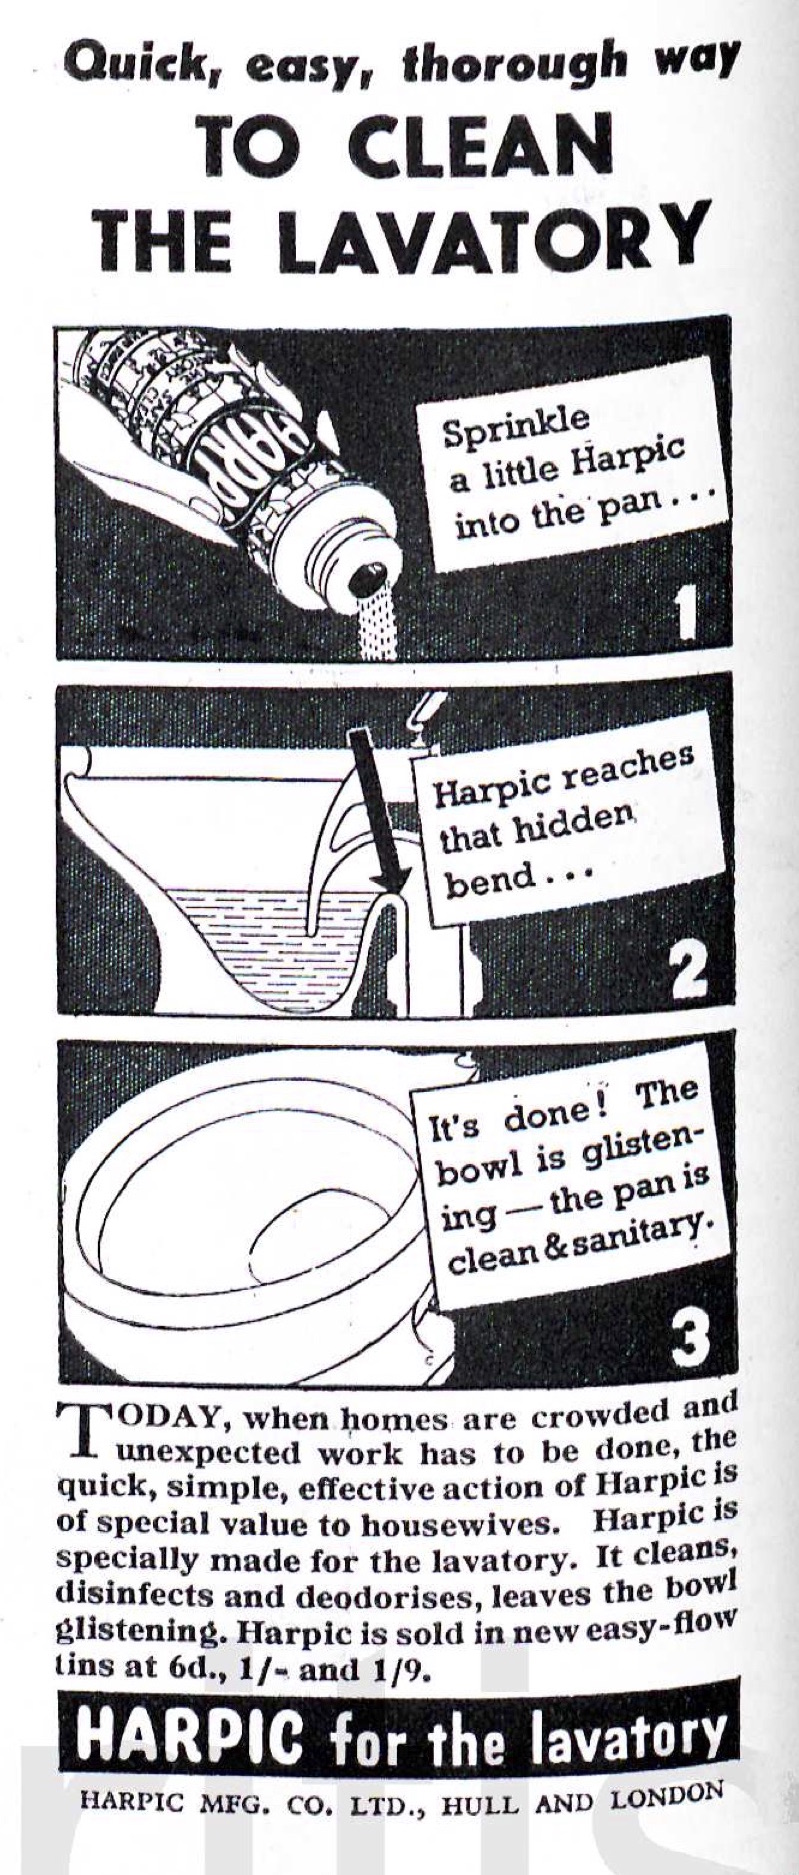 Quick, easy, thorough way
TO CLEAN
THE LAVATORY
HARP
Sprinkle
a little Harpic
into the pan...
1
Harpic reaches
that hidden
bend...
2
It's done! The
bowl is glisten-
ing — the pan is
clean & sanitary.
3
TODAY, when homes are crowded and
unexpected work has to be done, the
quick, simple, effective action of Harpic is
of special value to housewives. Harpic is
specially made for the lavatory. It cleans,
disinfects and deodorises, leaves the bowl
glistening. Harpic is sold in new easy-flow
tins at 6d., 1/- and 1/9.
HARPIC for the lavatory
HARPIC MFG. CO. LTD., HULL AND LONDON